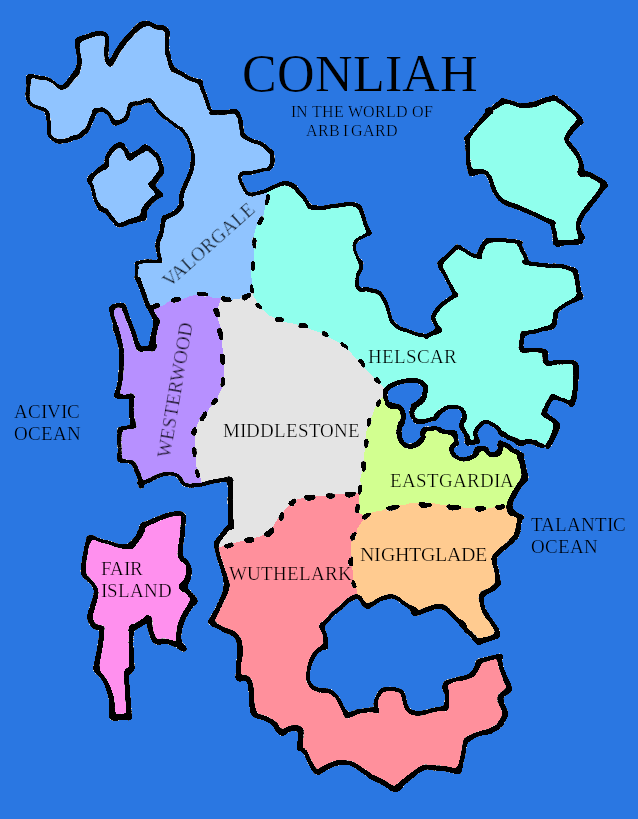 CONLIAH
IN THE WORLD OF
ARBIGARD
VALORGALE
WESTERWOOD
HELSCAR
ACIVIC
OCEAN
MIDDLESTONE
EASTGARDIA
TALANTIC
OCEAN
NIGHTGLADE
FAIR
ISLAND
WUTHELARK